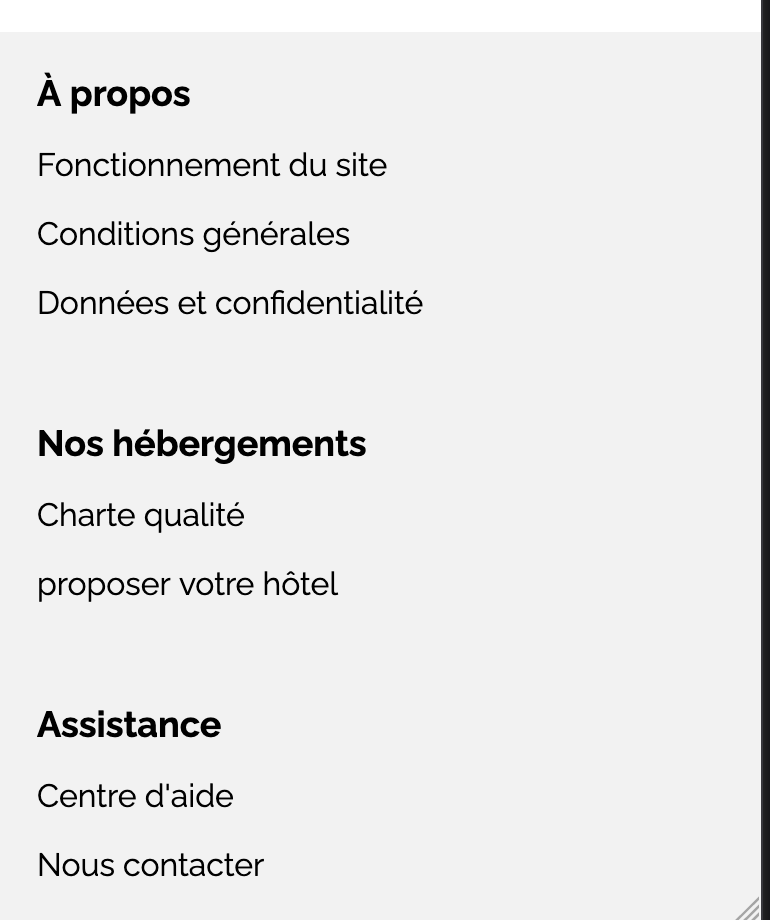 À propos
Fonctionnement du site
Conditions générales
Données et confidentialité
Nos hébergements
Charte qualité
proposer votre hôtel
Assistance
Centre d'aide
Nous contacter